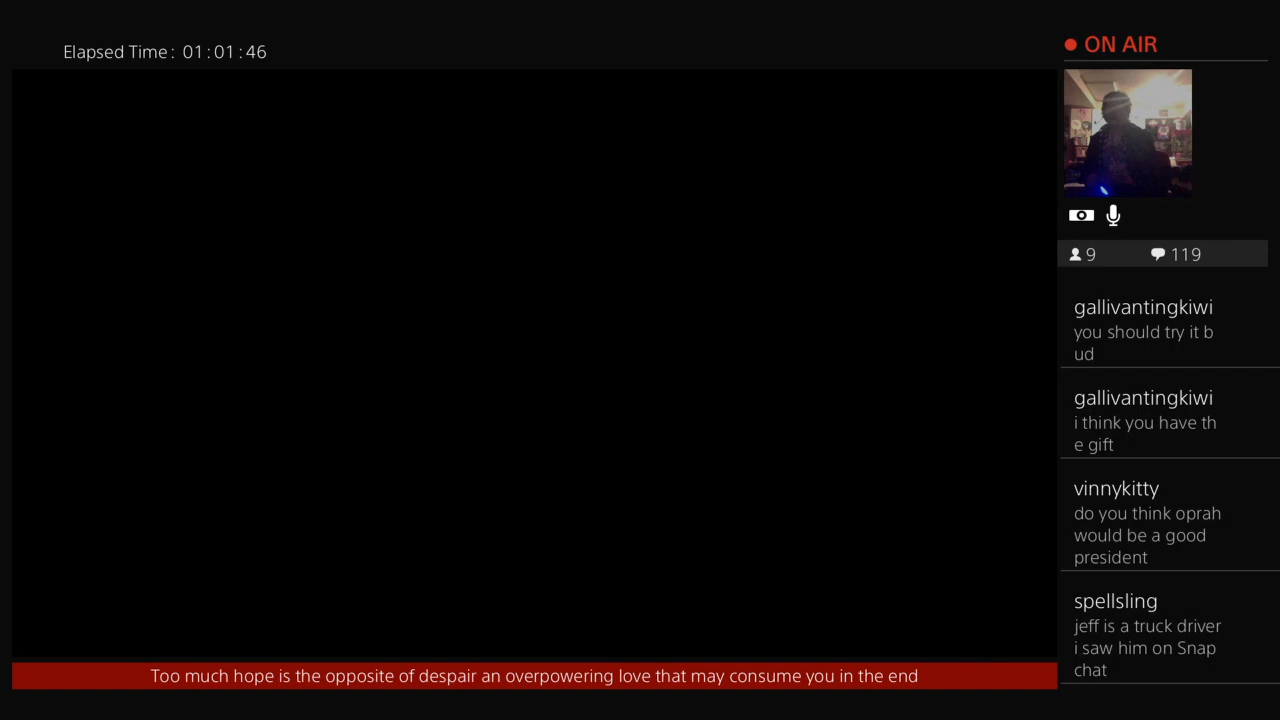 Elapsed Time: 01:01:46
ON AIR
9 119
gallivantingkiwi
you should try it b
ud
gallivantingkiwi
i think you have th
e gift
vinnykitty
do you think oprah
would be a good
president
spellsling
jeff is a truck driver
i saw him on Snap
chat
Too much hope is the opposite of despair an overpowering love that may consume you in the end